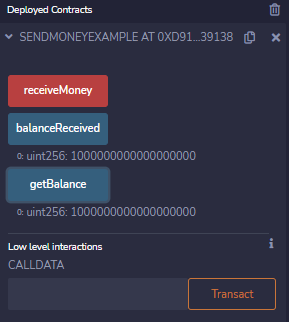 Deployed Contracts
SENDMONEYEXAMPLE AT 0XD91...39138
receiveMoney
balanceReceived
0: uint256: 1000000000000000000
getBalance
0: uint256: 1000000000000000000
Low level interactions
i
CALLDATA
Transact